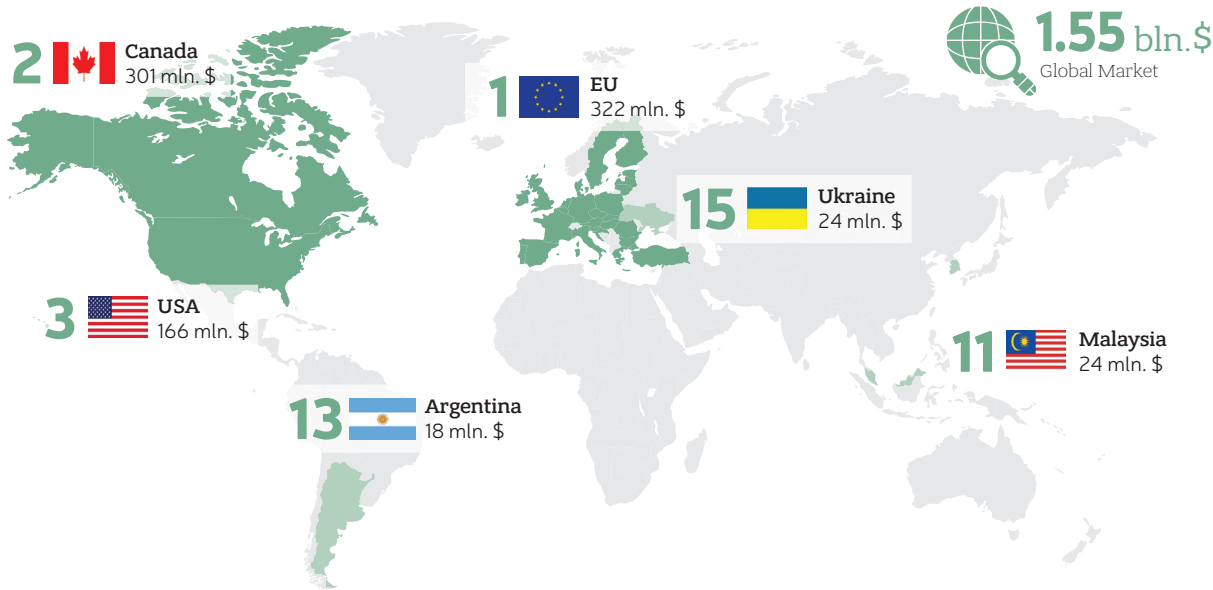 1.55 bln.$
Global Market
2
Canada
301 mln. $
1
EU
322 mln. $
15
Ukraine
24 mln. $
3
USA
166 mln. $
11
Malaysia
24 mln. $
13
Argentina
18 mln. $